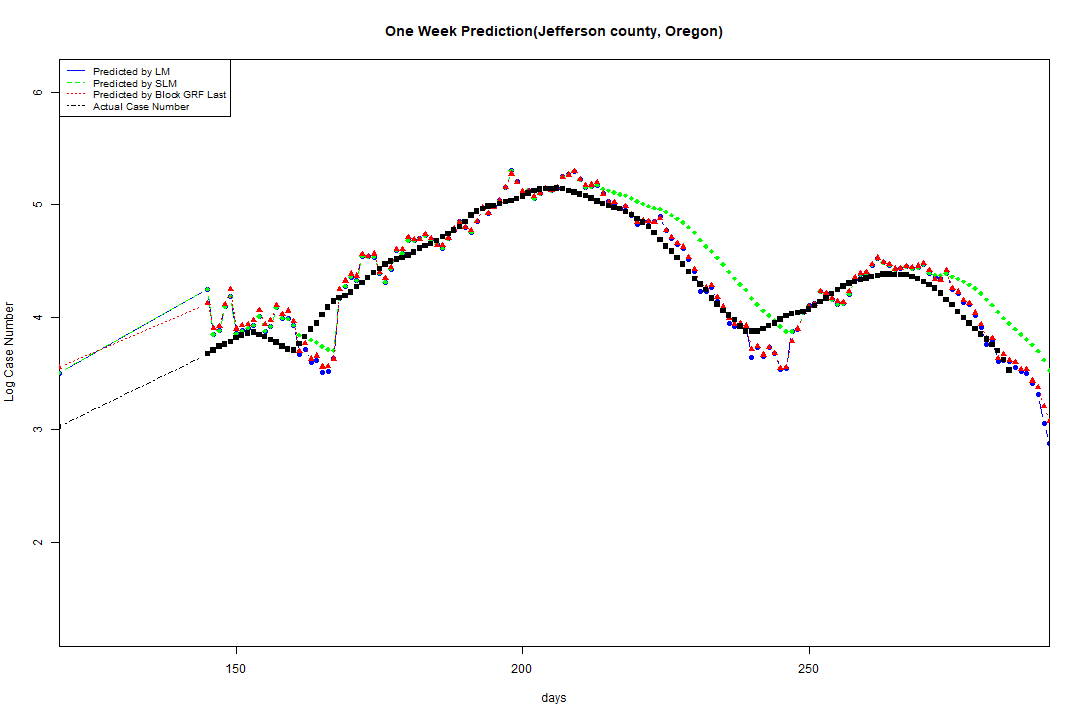 One Week Prediction(Jefferson county, Oregon)
Predicted by LM
Predicted by SLM
Predicted by Block GRF Last
Actual Case Number
6
5
4
3
2
Log Case Number
150
200
250
days